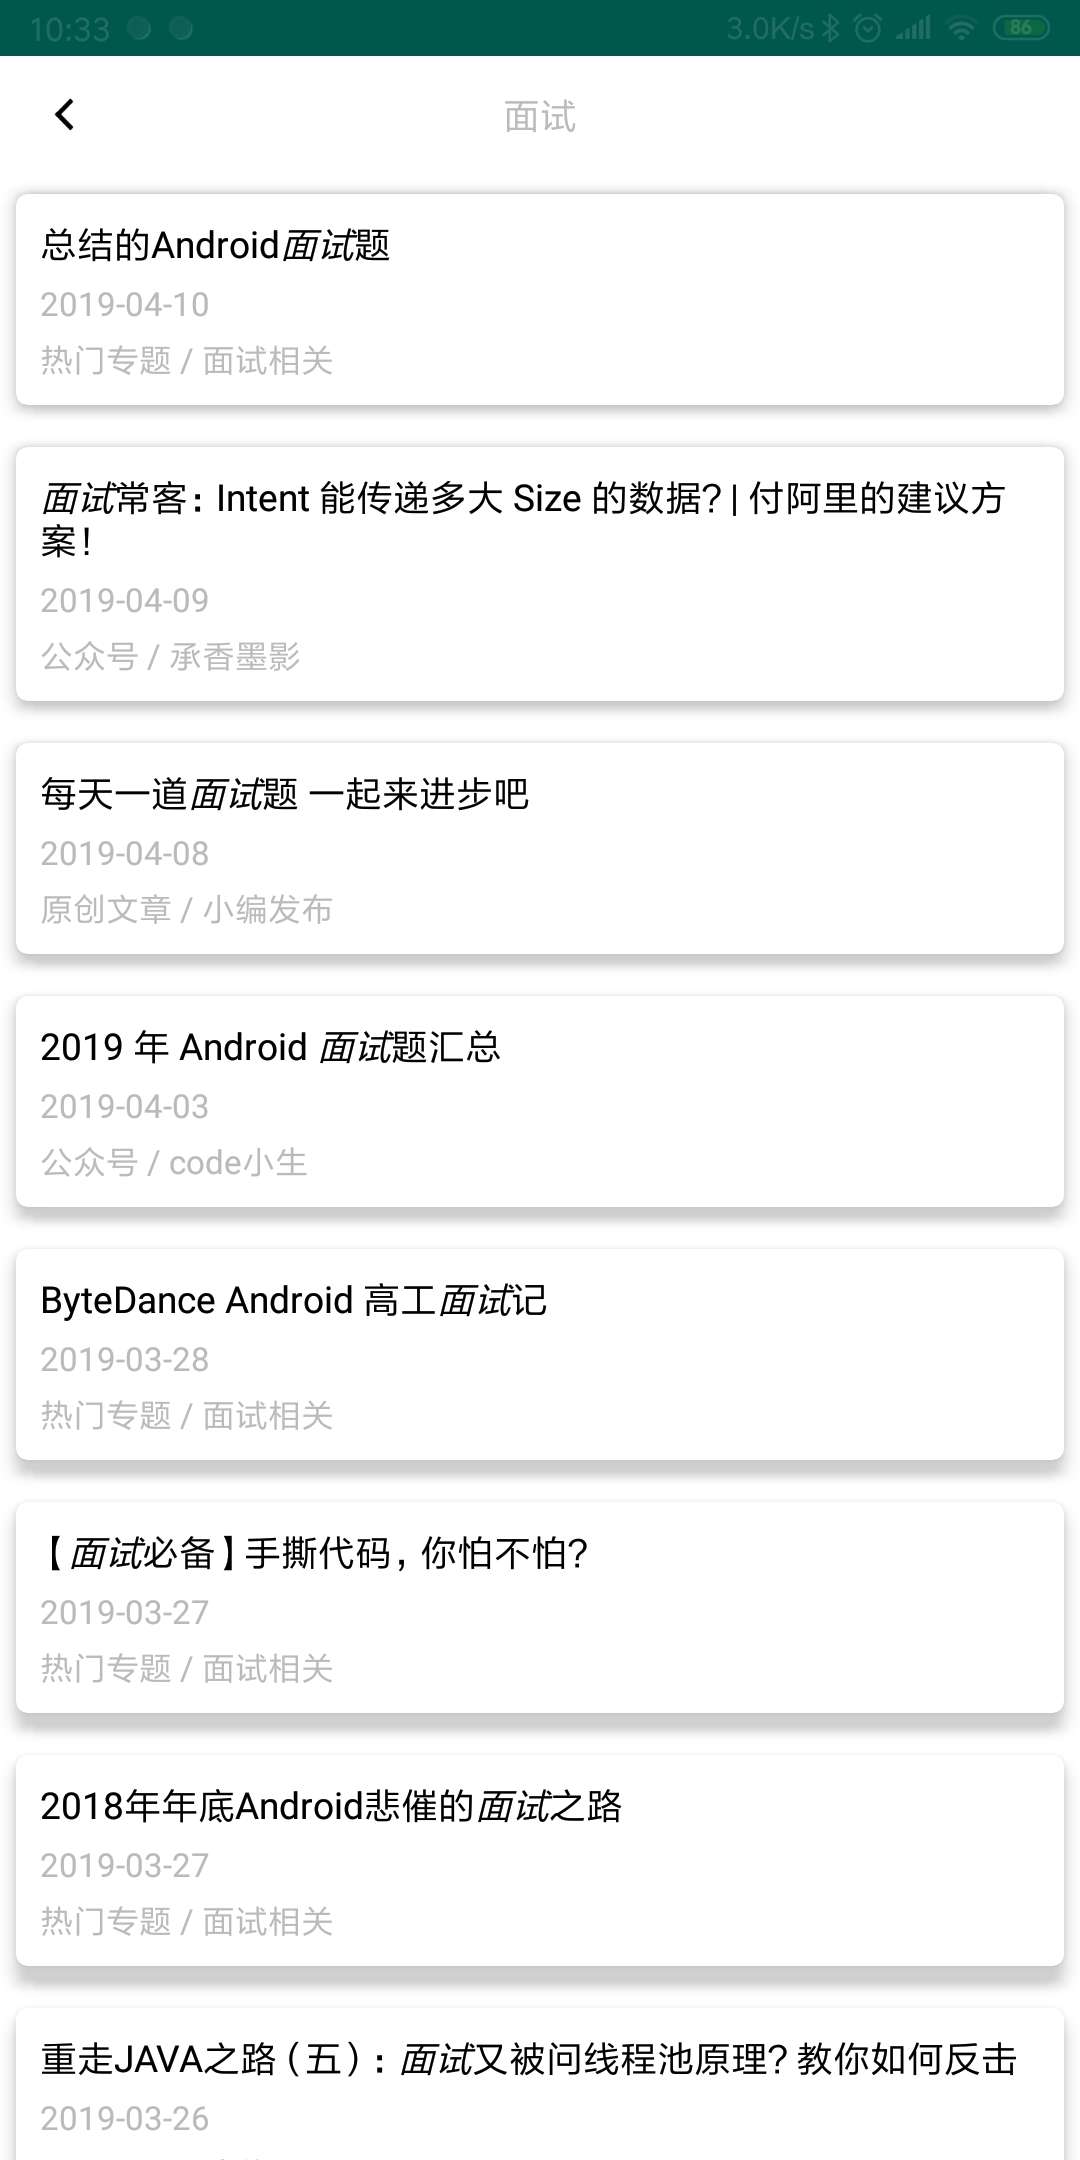 10:33 3.0K/s 86
面试
总结的Android面试题
2019-04-10
热门专题 / 面试相关
面试常客：Intent 能传递多大 Size 的数据？| 付阿里的建议方
案！
2019-04-09
公众号 / 承香墨影
每天一道面试题 一起来进步吧
2019-04-08
原创文章 / 小编发布
2019 年 Android 面试题汇总
2019-04-03
公众号 / code小生
ByteDance Android 高工面试记
2019-03-28
热门专题 / 面试相关
【面试必备】手撕代码，你怕不怕？
2019-03-27
热门专题 / 面试相关
2018年年底Android悲催的面试之路
2019-03-27
热门专题 / 面试相关
重走JAVA之路（五）：面试又被问线程池原理？教你如何反击
2019-03-26